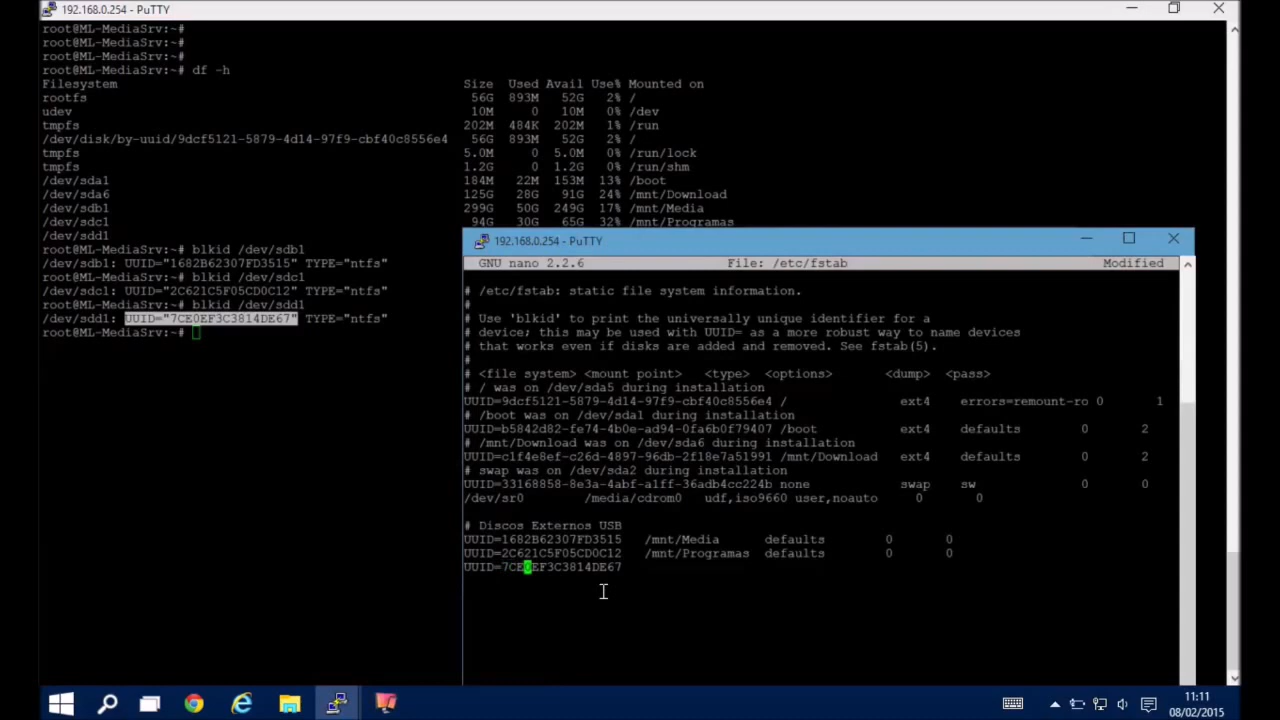 192.168.0.254 - PuTTY
root@ML-MediaSrv:~#
root@ML-MediaSrv:~#
root@ML-MediaSrv:~#
root@ML-MediaSrv:~# df -h
Filesystem Size Used Avail Use% Mounted on
rootfs 56G 893M 52G 2% /
udev 10M 0 10M 0% /dev
tmpfs 202M 484K 202M 1% /run
/dev/disk/by-uuid/9dcf5121-5879-4d14-97f9-cbf40c8556e4 56G 893M 52G 2% /
tmpfs 5.0M 0 5.0M 0% /run/lock
tmpfs 1.2G 0 1.2G 0% /run/shm
/dev/sda1 184M 22M 153M 13% /boot
/dev/sda6 125G 28G 91G 24% /mnt/Download
/dev/sdb1 299G 50G 249G 17% /mnt/Media
/dev/sdc1 94G 30G 65G 32% /mnt/Programas
/dev/sdd1
root@ML-MediaSrv:~# blkid /dev/sdb1
/dev/sdb1: UUID="1682B62307FD3515" TYPE="ntfs"
root@ML-MediaSrv:~# blkid /dev/sdc1
/dev/sdc1: UUID="2C621C5F05CD0C12" TYPE="ntfs"
root@ML-MediaSrv:~# blkid /dev/sdd1
/dev/sdd1: UUID="7CE0EF3C3814DE67" TYPE="ntfs"
root@ML-MediaSrv:~#
192.168.0.254 - PuTTY
GNU nano 2.2.6 File: /etc/fstab Modified
# /etc/fstab: static file system information.
#
# Use 'blkid' to print the universally unique identifier for a
# device; this may be used with UUID= as a more robust way to name devices
# that works even if disks are added and removed. See fstab(5).
#
# <file system> <mount point> <type> <options> <dump> <pass>
# / was on /dev/sda5 during installation
UUID=9dcf5121-5879-4d14-97f9-cbf40c8556e4 / ext4 errors=remount-ro 0 1
# /boot was on /dev/sda1 during installation
UUID=b5842d82-fe74-4b0e-ad94-0fa6b0f79407 /boot ext4 defaults 0 2
# /mnt/Download was on /dev/sda6 during installation
UUID=c1f4e8ef-c26d-4897-96db-2f18e7a51991 /mnt/Download ext4 defaults 0 2
# swap was on /dev/sda2 during installation
UUID=33168858-8e3a-4abf-a1ff-36adb4cc224b none swap sw 0 0
/dev/sr0 /media/cdrom0 udf,iso9660 user,noauto 0 0
# Discos Externos USB
UUID=1682B62307FD3515 /mnt/Media defaults 0 0
UUID=2C621C5F05CD0C12 /mnt/Programas defaults 0 0
UUID=7CE0EF3C3814DE67
11:11
08/02/2015